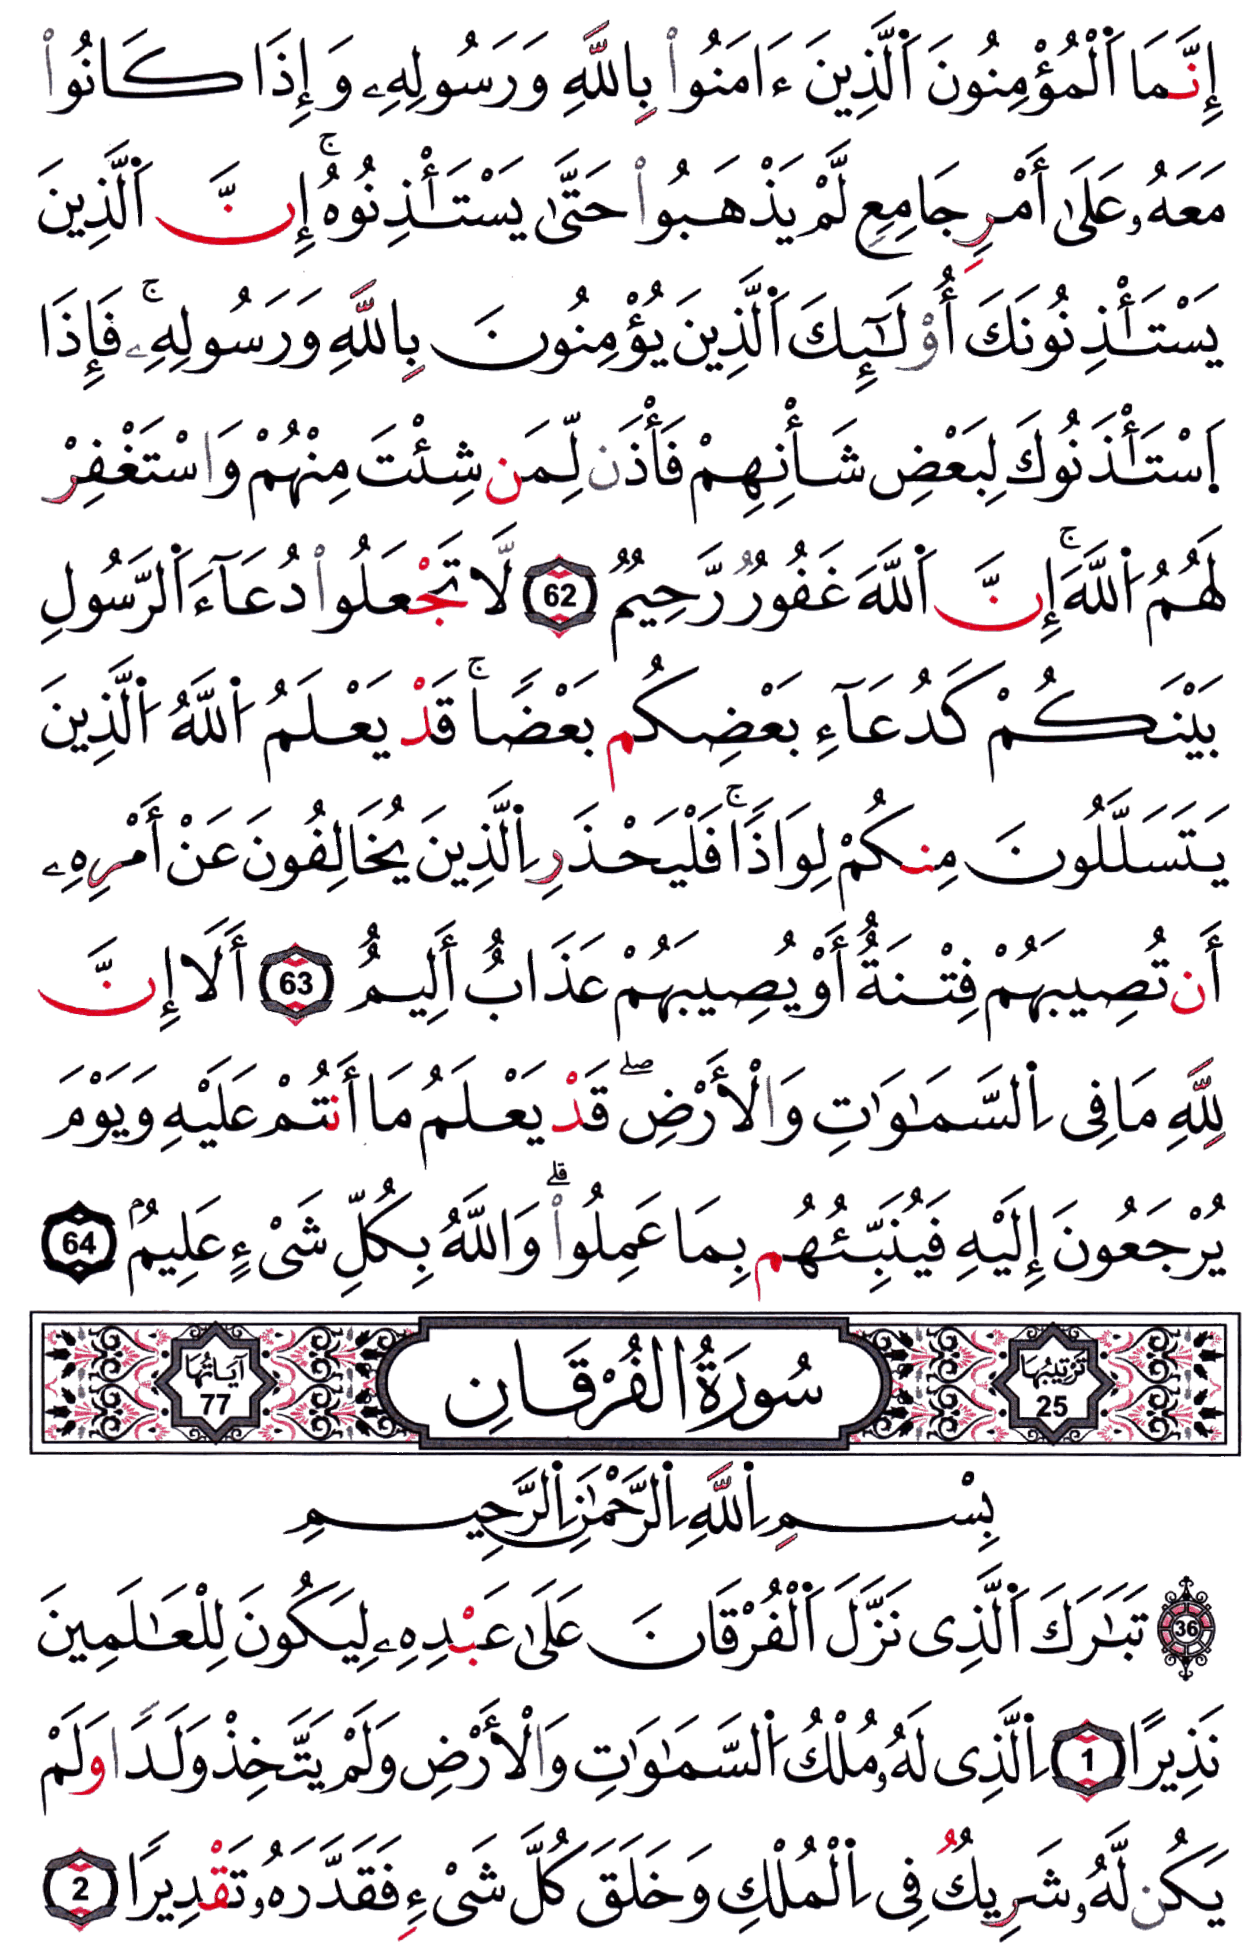 إِنَّمَا ٱلْمُؤْمِنُونَ ٱلَّذِينَ ءَامَنُوا۟ بِٱللَّهِ وَرَسُولِهِۦ وَإِذَا كَانُوا۟
مَعَهُۥ عَلَىٰٓ أَمْرٍ جَامِعٍ لَّمْ يَذْهَبُوا۟ حَتَّىٰ يَسْتَـْٔذِنُوهُ ۚ إِنَّ ٱلَّذِينَ
يَسْتَـْٔذِنُونَكَ أُو۟لَـٰٓئِكَ ٱلَّذِينَ يُؤْمِنُونَ بِٱللَّهِ وَرَسُولِهِۦ ۚ فَإِذَا
ٱسْتَـْٔذَنُوكَ لِبَعْضِ شَأْنِهِمْ فَأْذَن لِّمَن شِئْتَ مِنْهُمْ وَٱسْتَغْفِرْ
لَهُمُ ٱللَّهَ ۚ إِنَّ ٱللَّهَ غَفُورٌ رَّحِيمٌ 62 لَّا تَجْعَلُوا۟ دُعَآءَ ٱلرَّسُولِ
بَيْنَكُمْ كَدُعَآءِ بَعْضِكُم بَعْضًا ۚ قَدْ يَعْلَمُ ٱللَّهُ ٱلَّذِينَ
يَتَسَلَّلُونَ مِنكُمْ لِوَاذًا ۚ فَلْيَحْذَرِ ٱلَّذِينَ يُخَالِفُونَ عَنْ أَمْرِهِۦٓ
أَن تُصِيبَهُمْ فِتْنَةٌ أَوْ يُصِيبَهُمْ عَذَابٌ أَلِيمٌ 63 أَلَآ إِنَّ
لِلَّهِ مَا فِى ٱلسَّمَـٰوَٰتِ وَٱلْأَرْضِ ۖ قَدْ يَعْلَمُ مَآ أَنتُمْ عَلَيْهِ وَيَوْمَ
يُرْجَعُونَ إِلَيْهِ فَيُنَبِّئُهُم بِمَا عَمِلُوا۟ ۗ وَٱللَّهُ بِكُلِّ شَىْءٍ عَلِيمٌۢ 64
تَرْتِيبُهَا 25 سُورَةُ الفُرْقَانِ آيَاتُهَا 77
بِسْمِ ٱللَّهِ ٱلرَّحْمَـٰنِ ٱلرَّحِيمِ
36 تَبَـٰرَكَ ٱلَّذِى نَزَّلَ ٱلْفُرْقَانَ عَلَىٰ عَبْدِهِۦ لِيَكُونَ لِلْعَـٰلَمِينَ
نَذِيرًا 1 ٱلَّذِى لَهُۥ مُلْكُ ٱلسَّمَـٰوَٰتِ وَٱلْأَرْضِ وَلَمْ يَتَّخِذْ وَلَدًا وَلَمْ
يَكُن لَّهُۥ شَرِيكٌ فِى ٱلْمُلْكِ وَخَلَقَ كُلَّ شَىْءٍ فَقَدَّرَهُۥ تَقْدِيرًا 2